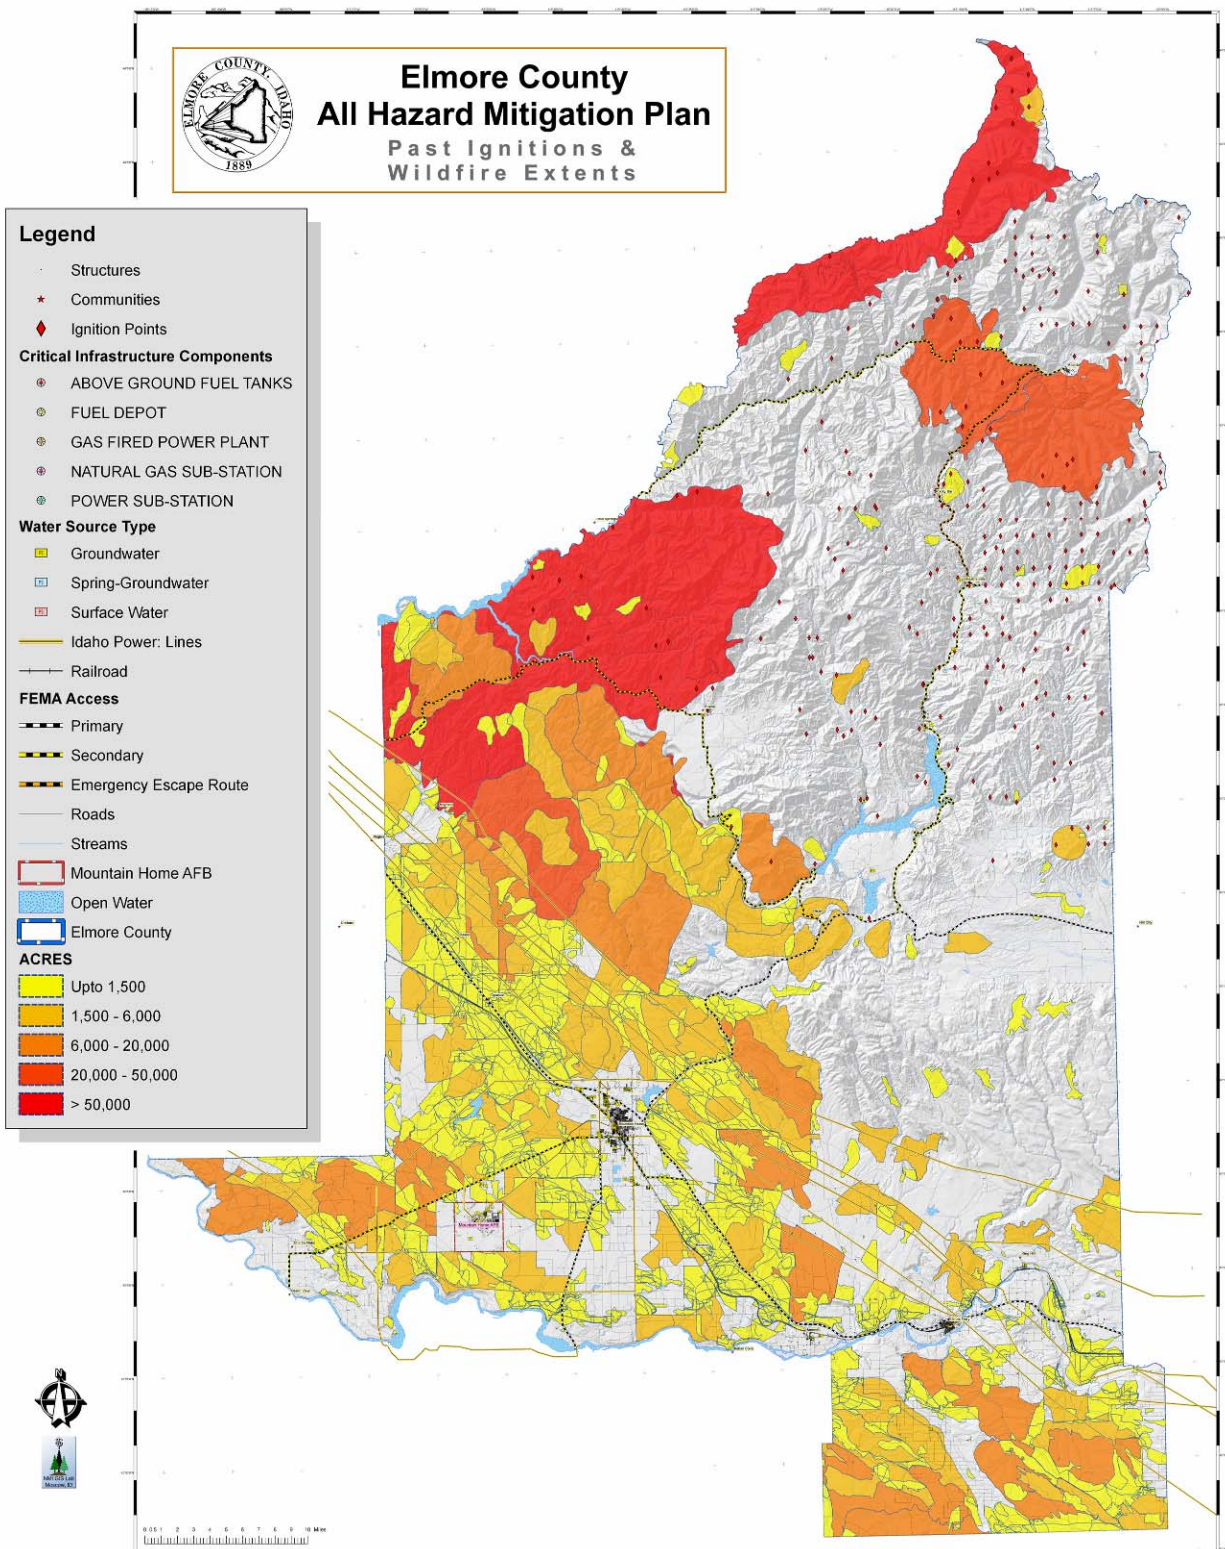 ELMORE COUNTY, IDAHO
1889
Elmore County
All Hazard Mitigation Plan
Past Ignitions &
Wildfire Extents
Legend
Structures
Communities
Ignition Points
Critical Infrastructure Components
ABOVE GROUND FUEL TANKS
FUEL DEPOT
GAS FIRED POWER PLANT
NATURAL GAS SUB-STATION
POWER SUB-STATION
Water Source Type
Groundwater
Spring-Groundwater
Surface Water
Idaho Power: Lines
Railroad
FEMA Access
Primary
Secondary
Emergency Escape Route
Roads
Streams
Mountain Home AFB
Open Water
Elmore County
ACRES
Upto 1,500
1,500 - 6,000
6,000 - 20,000
20,000 - 50,000
> 50,000
Mountain Home AFB
N
Moscow, ID
Miles